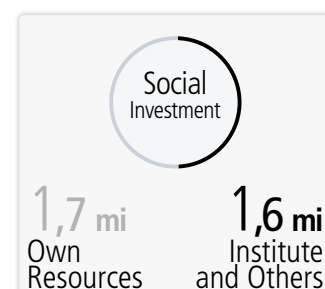 Social
Investment
1,7 mi 1,6 mi
Own Institute
Resources and Others